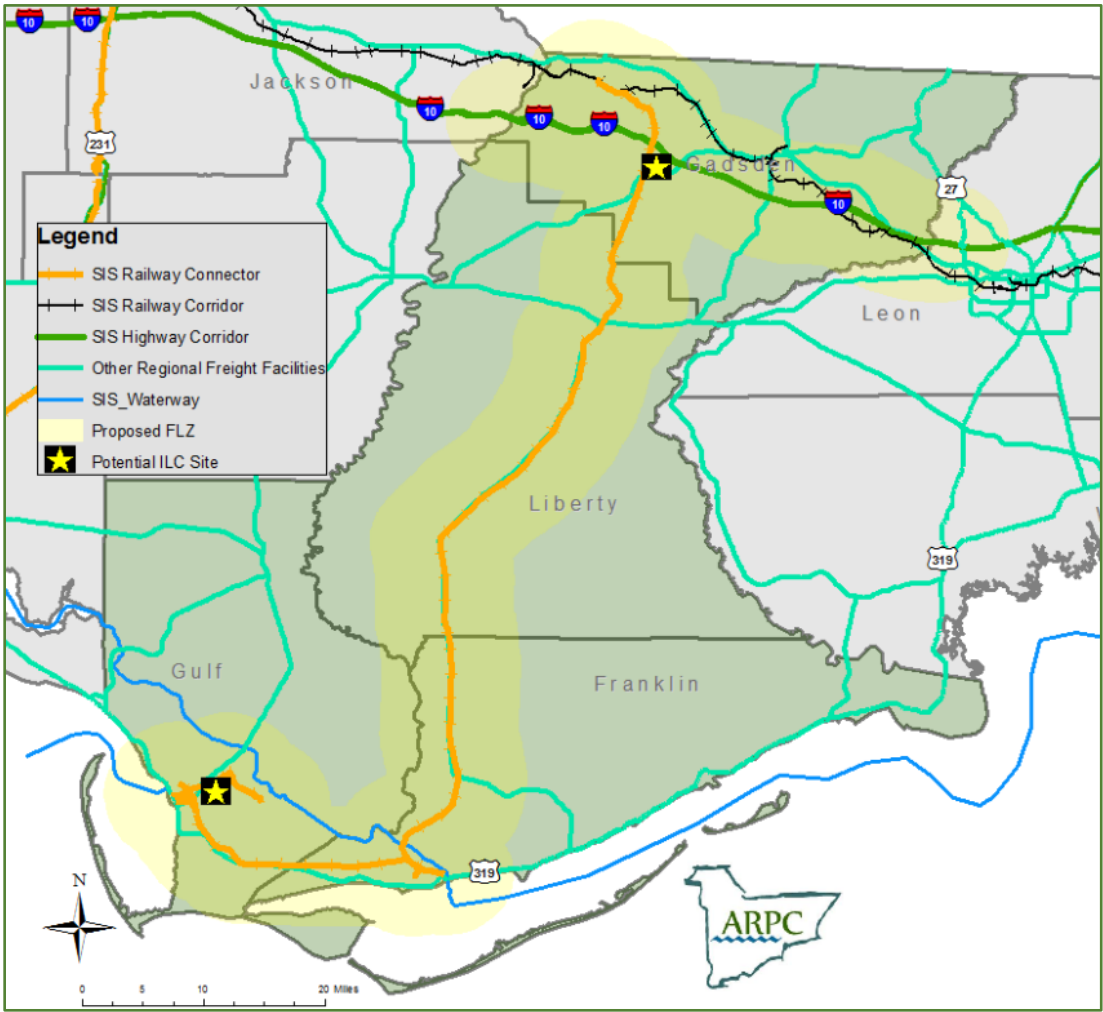 10
10
Jackson
10
10
10
231
Gadsden
27
10
Legend
SIS Railway Connector
SIS Railway Corridor
SIS Highway Corridor
Other Regional Freight Facilities
SIS_Waterway
Proposed FLZ
Potential ILC Site
Leon
Liberty
319
Gulf
Franklin
319
N
ARPC
0 5 10 20 Miles